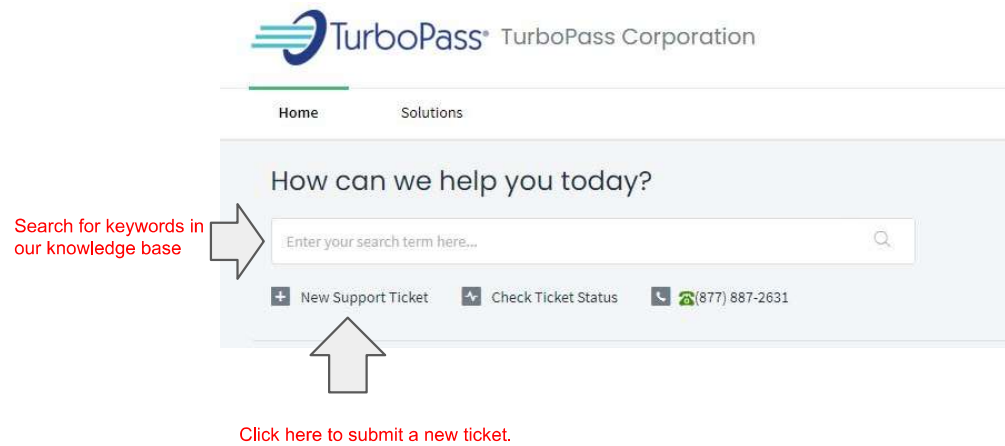 TurboPass® TurboPass Corporation
Home Solutions
How can we help you today?
Search for keywords in
our knowledge base
Enter your search term here...
New Support Ticket Check Ticket Status (877) 887-2631
Click here to submit a new ticket.